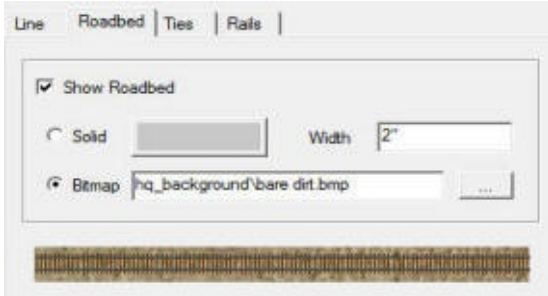 Line Roadbed Ties Rails
Show Roadbed
Solid Width 2"
Bitmap hq_background\bare dirt.bmp ...